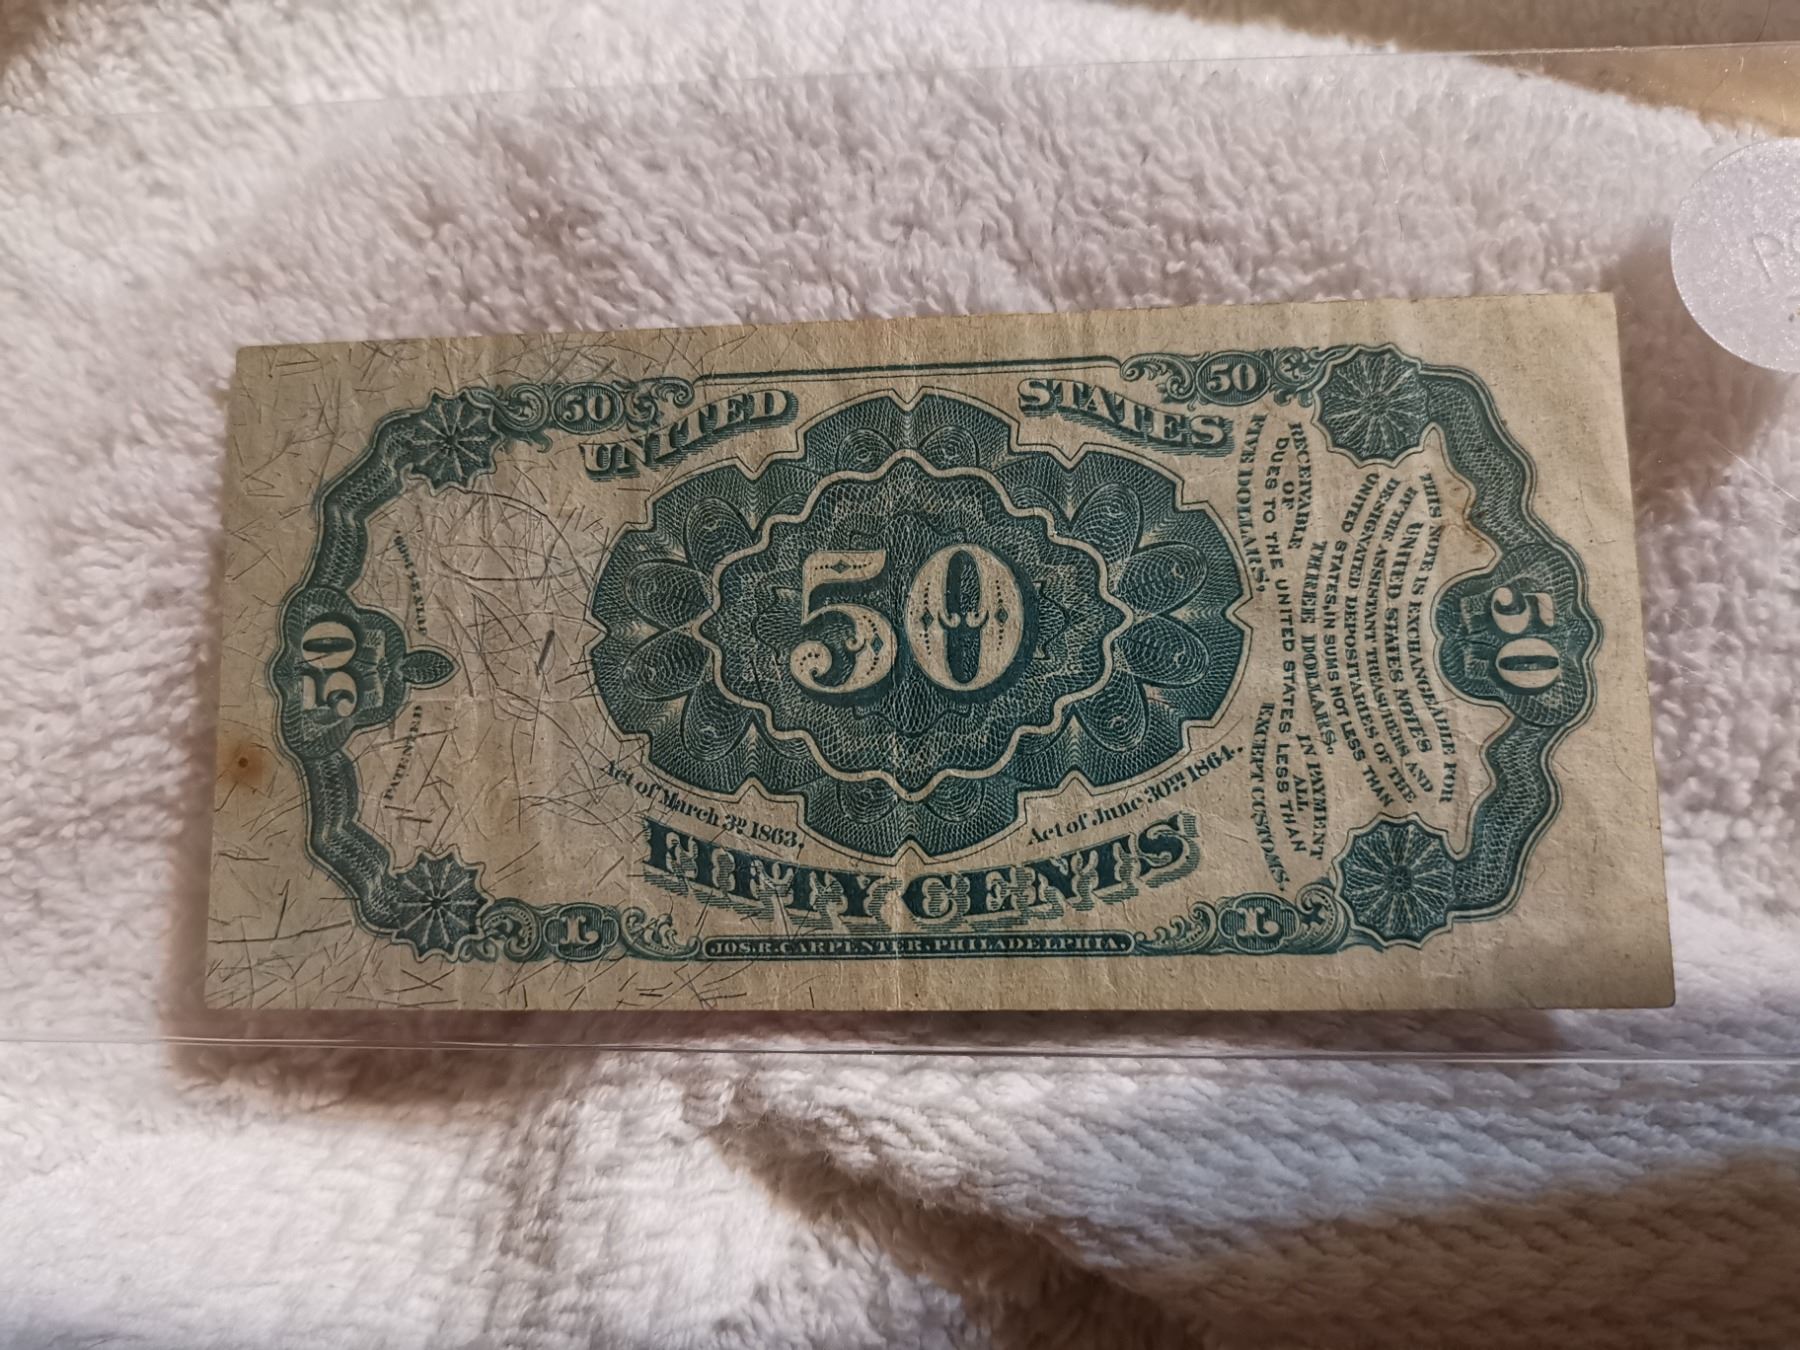 50
50
UNITED STATES
50
50
50
Act of March 3D 1863,
Act of June 30TH 1864.
FIFTY CENTS
L
L
JOS. R. CARPENTER, PHILADELPHIA.
THIS NOTE IS EXCHANGEABLE FOR
UNITED STATES NOTES
BY THE ASSISTANT TREASURERS AND
DESIGNATED DEPOSITARIES OF THE
UNITED STATES, IN SUMS NOT LESS THAN
THREE DOLLARS.
RECEIVABLE IN PAYMENT
OF ALL
DUES TO THE UNITED STATES LESS THAN
FIVE DOLLARS, EXCEPT CUSTOMS.
PATENTED